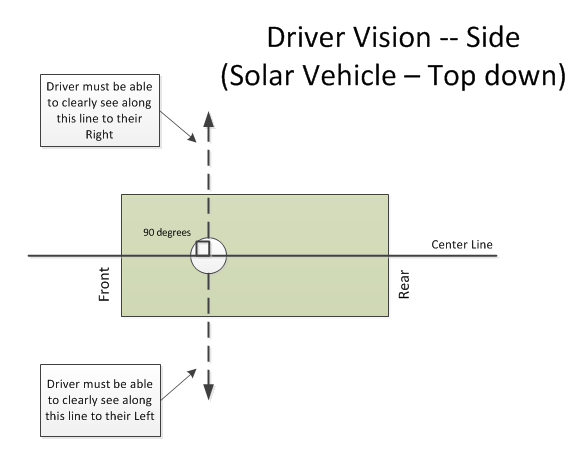 Driver Vision -- Side
(Solar Vehicle – Top down)
Driver must be able
to clearly see along
this line to their
Right
90 degrees
Center Line
Front
Rear
Driver must be able
to clearly see along
this line to their Left